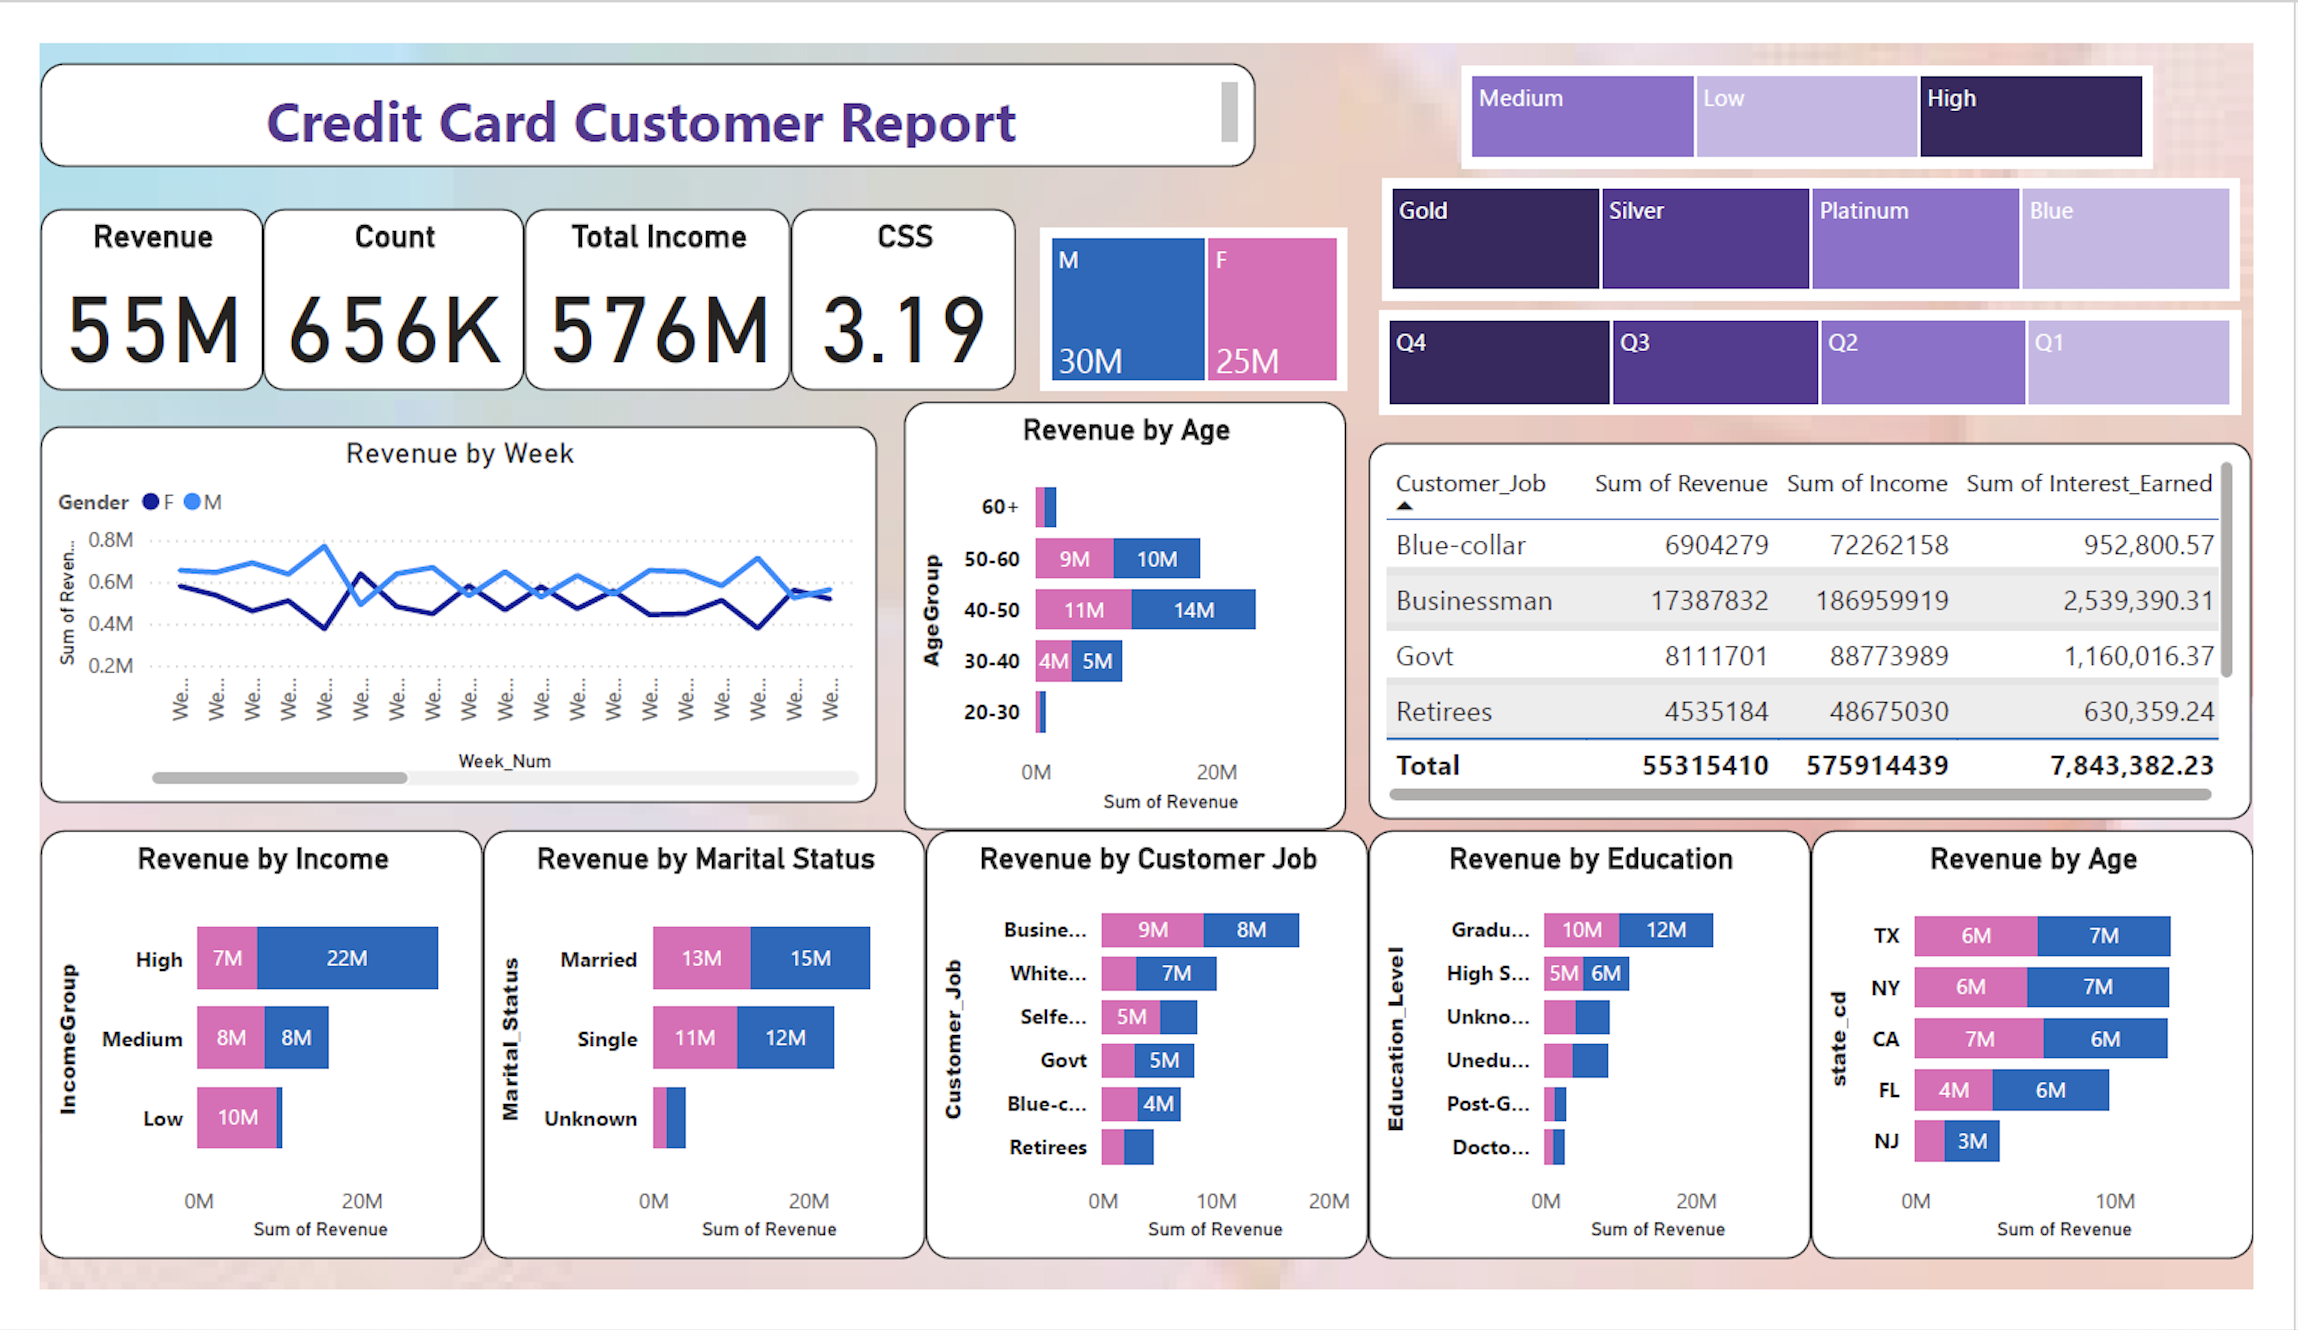 Credit Card Customer Report
Medium Low High
Gold Silver Platinum Blue
Q4 Q3 Q2 Q1
Revenue
55M
Count
656K
Total Income
576M
CSS
3.19
M
30M
F
25M
Revenue by Week
Gender F M
Sum of Reven...
0.8M
0.6M
0.4M
0.2M
We... We... We... We... We... We... We... We... We... We... We... We... We... We... We... We... We... We... We...
Week_Num
Revenue by Age
AgeGroup
60+
50-60 9M 10M
40-50 11M 14M
30-40 4M 5M
20-30
0M 20M
Sum of Revenue
Customer_Job Sum of Revenue Sum of Income Sum of Interest_Earned
Blue-collar 6904279 72262158 952,800.57
Businessman 17387832 186959919 2,539,390.31
Govt 8111701 88773989 1,160,016.37
Retirees 4535184 48675030 630,359.24
Total 55315410 575914439 7,843,382.23
Revenue by Income
IncomeGroup
High 7M 22M
Medium 8M 8M
Low 10M
0M 20M
Sum of Revenue
Revenue by Marital Status
Marital_Status
Married 13M 15M
Single 11M 12M
Unknown
0M 20M
Sum of Revenue
Revenue by Customer Job
Customer_Job
Busine... 9M 8M
White... 7M
Selfe... 5M
Govt 5M
Blue-c... 4M
Retirees
0M 10M 20M
Sum of Revenue
Revenue by Education
Education_Level
Gradu... 10M 12M
High S... 5M 6M
Unkno...
Unedu...
Post-G...
Docto...
0M 20M
Sum of Revenue
Revenue by Age
state_cd
TX 6M 7M
NY 6M 7M
CA 7M 6M
FL 4M 6M
NJ 3M
0M 10M
Sum of Revenue